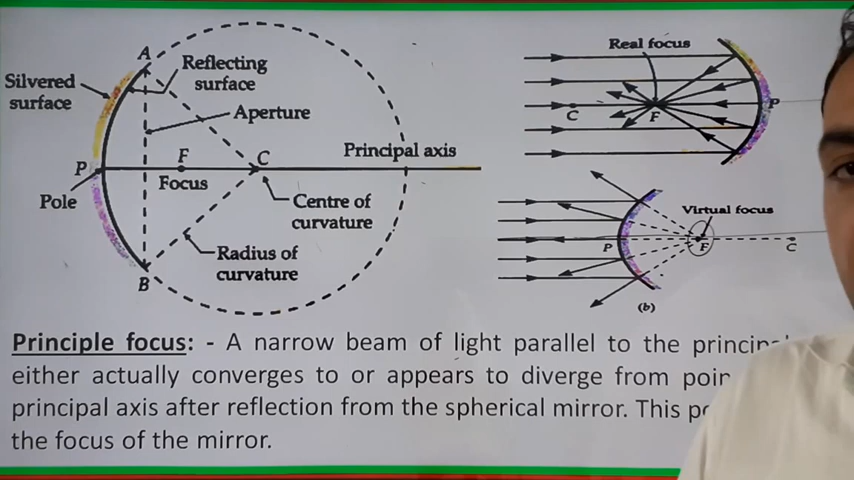 A
Silvered
surface
Reflecting
surface
Aperture
P
F
C
Principal axis
Pole
Focus
Centre of
curvature
Radius of
curvature
B
Real focus
C
F
P
Virtual focus
P
F
C
(b)
Principle focus: - A narrow beam of light parallel to the
either actually converges to or appears to diverge from
principal axis after reflection from the spherical mirror. This
the focus of the mirror.